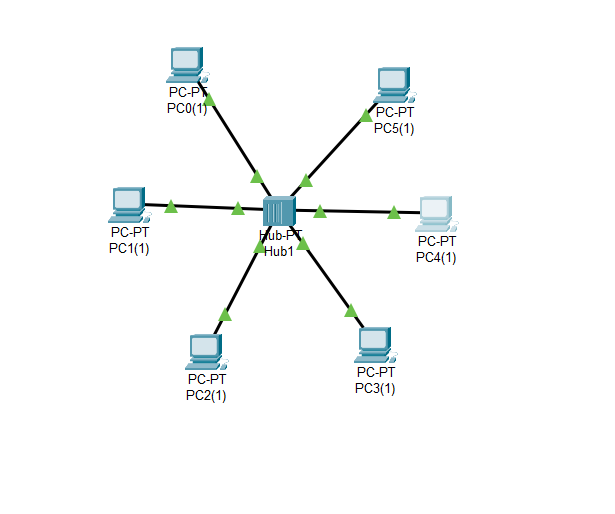 PC-PT
PC0(1)
PC-PT
PC5(1)
PC-PT
PC1(1)
Hub-PT
Hub1
PC-PT
PC4(1)
PC-PT
PC2(1)
PC-PT
PC3(1)